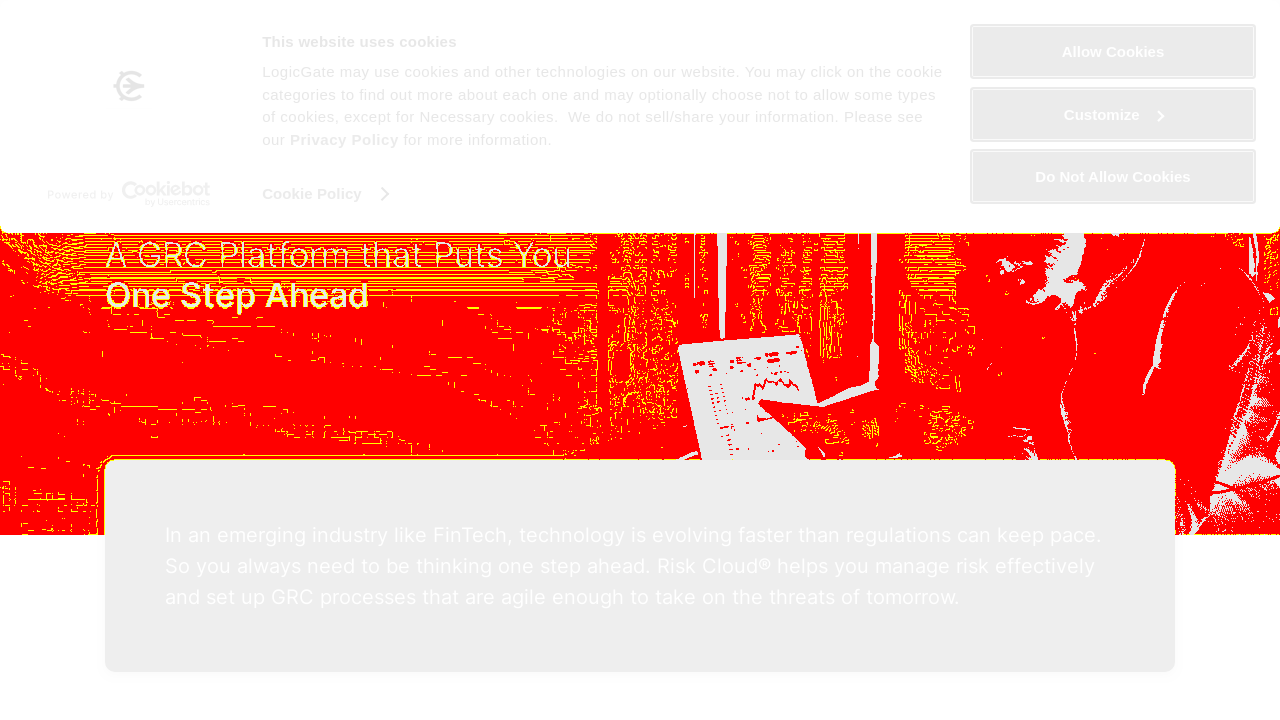 This website uses cookies
LogicGate may use cookies and other technologies on our website. You may click on the cookie
categories to find out more about each one and may optionally choose not to allow some types
of cookies, except for Necessary cookies.  We do not sell/share your information. Please see
our Privacy Policy for more information.
Cookie Policy
Powered by Cookiebot
by Usercentrics
Allow Cookies
Customize
Do Not Allow Cookies
A GRC Platform that Puts You
One Step Ahead
In an emerging industry like FinTech, technology is evolving faster than regulations can keep pace.
So you always need to be thinking one step ahead. Risk Cloud® helps you manage risk effectively
and set up GRC processes that are agile enough to take on the threats of tomorrow.